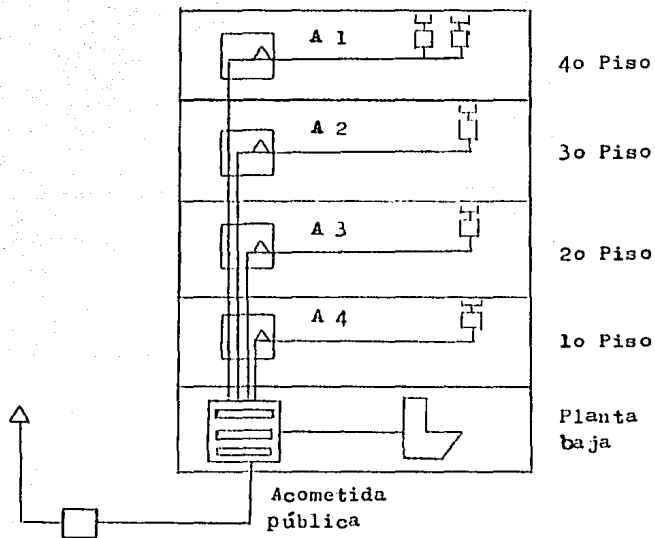 A 1
4o Piso
A 2
3o Piso
A 3
2o Piso
A 4
1o Piso
Planta
baja
Acometida
pública